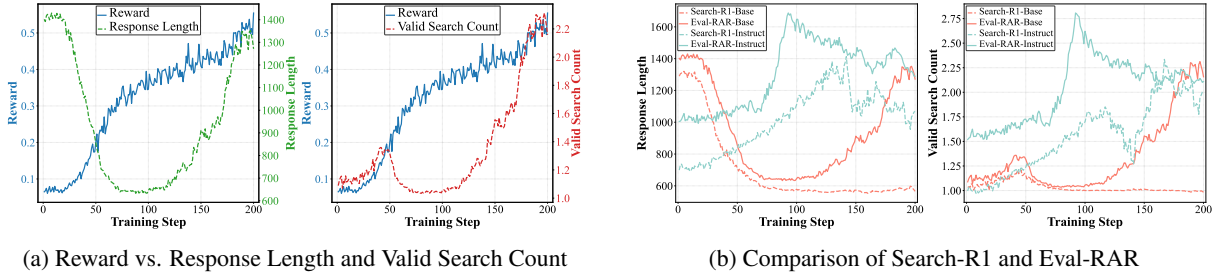 Reward
Response Length
0.5
0.4
0.3
0.2
0.1
Reward
1400
1300
1200
1100
1000
900
800
700
600
Response Length
0
50
100
150
200
Training Step
Reward
Valid Search Count
0.5
0.4
0.3
0.2
0.1
Reward
2.2
2.0
1.8
1.6
1.4
1.2
1.0
Valid Search Count
0
50
100
150
200
Training Step
(a) Reward vs. Response Length and Valid Search Count
Search-R1-Base
Eval-RAR-Base
Search-R1-Instruct
Eval-RAR-Instruct
1600
1400
1200
1000
800
600
Response Length
0
50
100
150
200
Training Step
Search-R1-Base
Eval-RAR-Base
Search-R1-Instruct
Eval-RAR-Instruct
2.75
2.50
2.25
2.00
1.75
1.50
1.25
1.00
Valid Search Count
0
50
100
150
200
Training Step
(b) Comparison of Search-R1 and Eval-RAR